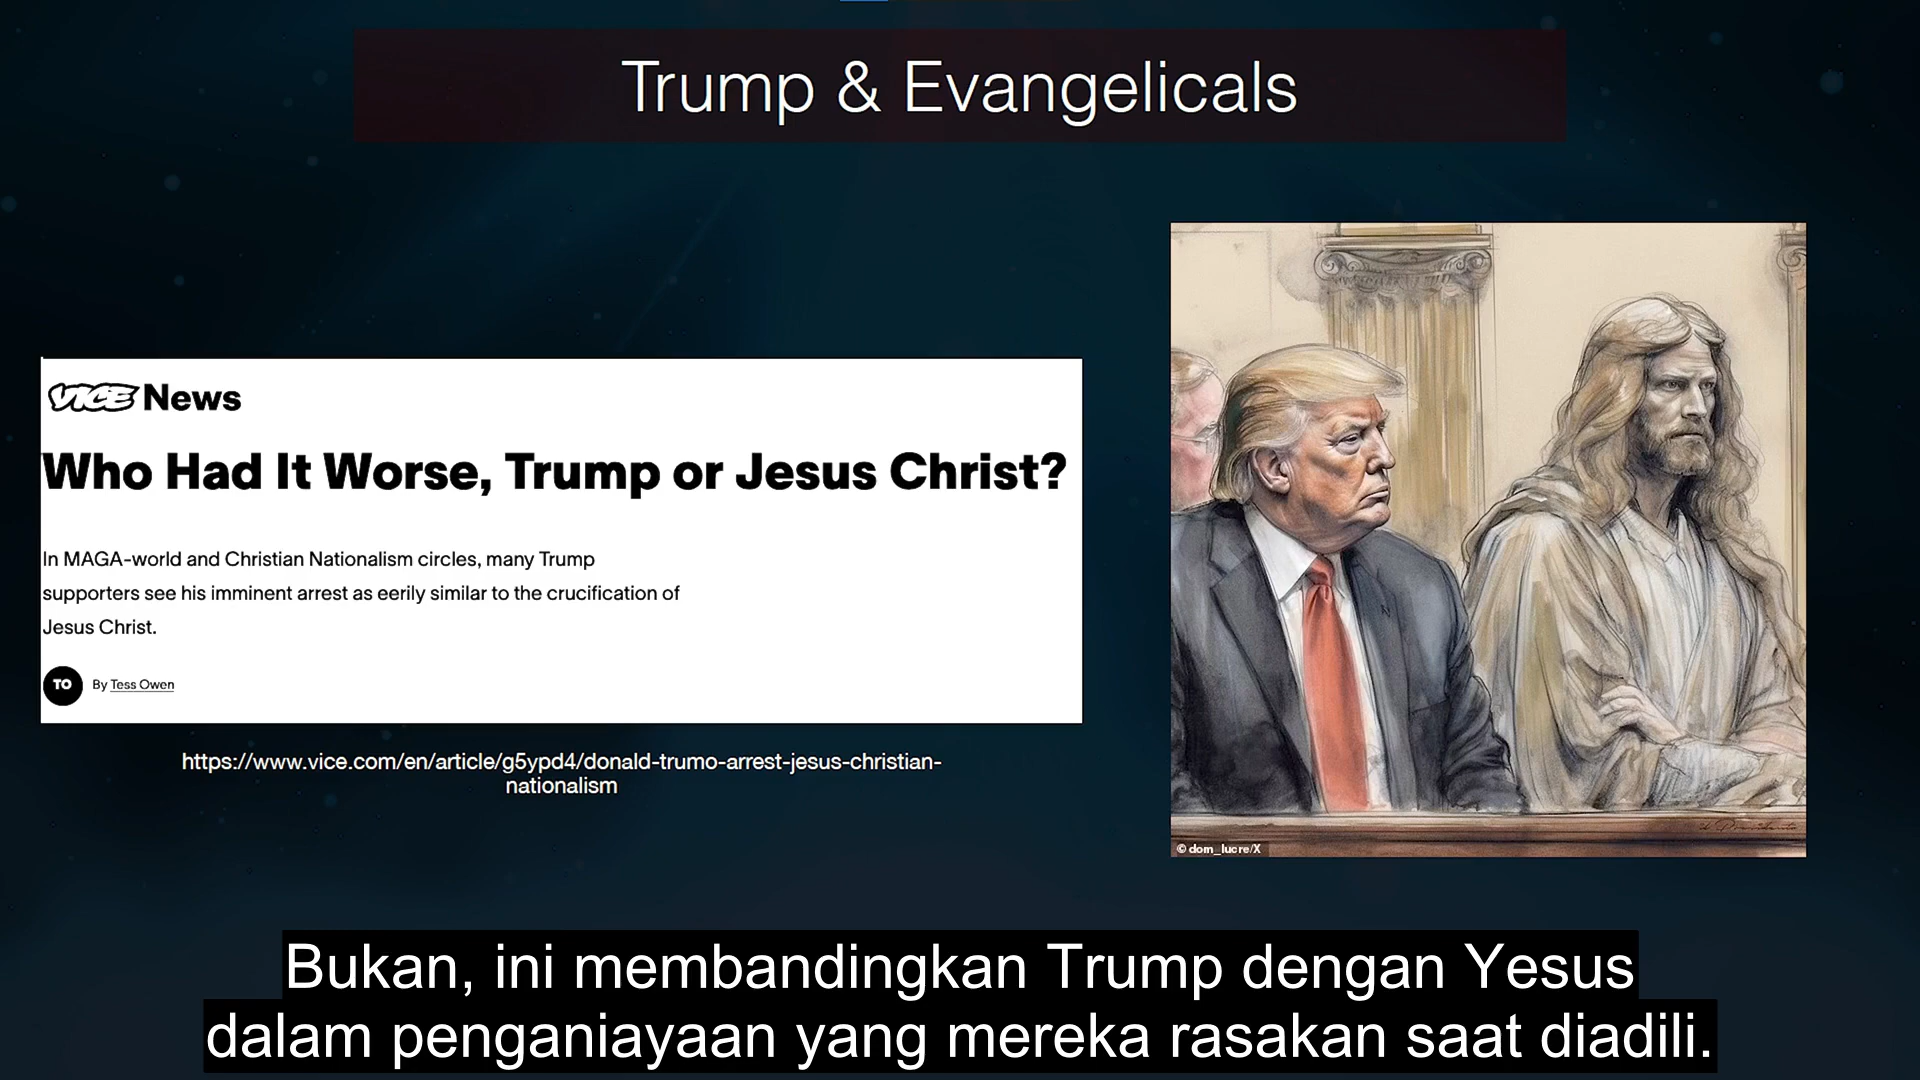 Trump & Evangelicals
VICE News
Who Had It Worse, Trump or Jesus Christ?
In MAGA-world and Christian Nationalism circles, many Trump
supporters see his imminent arrest as eerily similar to the crucification of
Jesus Christ.
TO By Tess Owen
https://www.vice.com/en/article/g5ypd4/donald-trumo-arrest-jesus-christian-
nationalism
© dom_lucre/X
Bukan, ini membandingkan Trump dengan Yesus
dalam penganiayaan yang mereka rasakan saat diadili.